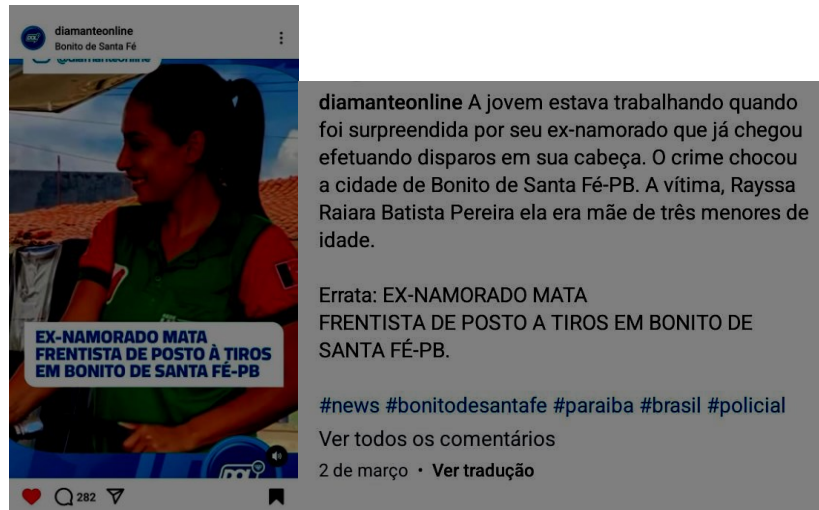 diamanteonline
Bonito de Santa Fé
@diamanteonline
EX-NAMORADO MATA
FRENTISTA DE POSTO À TIROS
EM BONITO DE SANTA FÉ-PB
282
diamanteonline A jovem estava trabalhando quando
foi surpreendida por seu ex-namorado que já chegou
efetuando disparos em sua cabeça. O crime chocou
a cidade de Bonito de Santa Fé-PB. A vítima, Rayssa
Raiara Batista Pereira ela era mãe de três menores de
idade.
Errata: EX-NAMORADO MATA
FRENTISTA DE POSTO A TIROS EM BONITO DE
SANTA FÉ-PB.
#news #bonitodesantafe #paraiba #brasil #policial
Ver todos os comentários
2 de março • Ver tradução